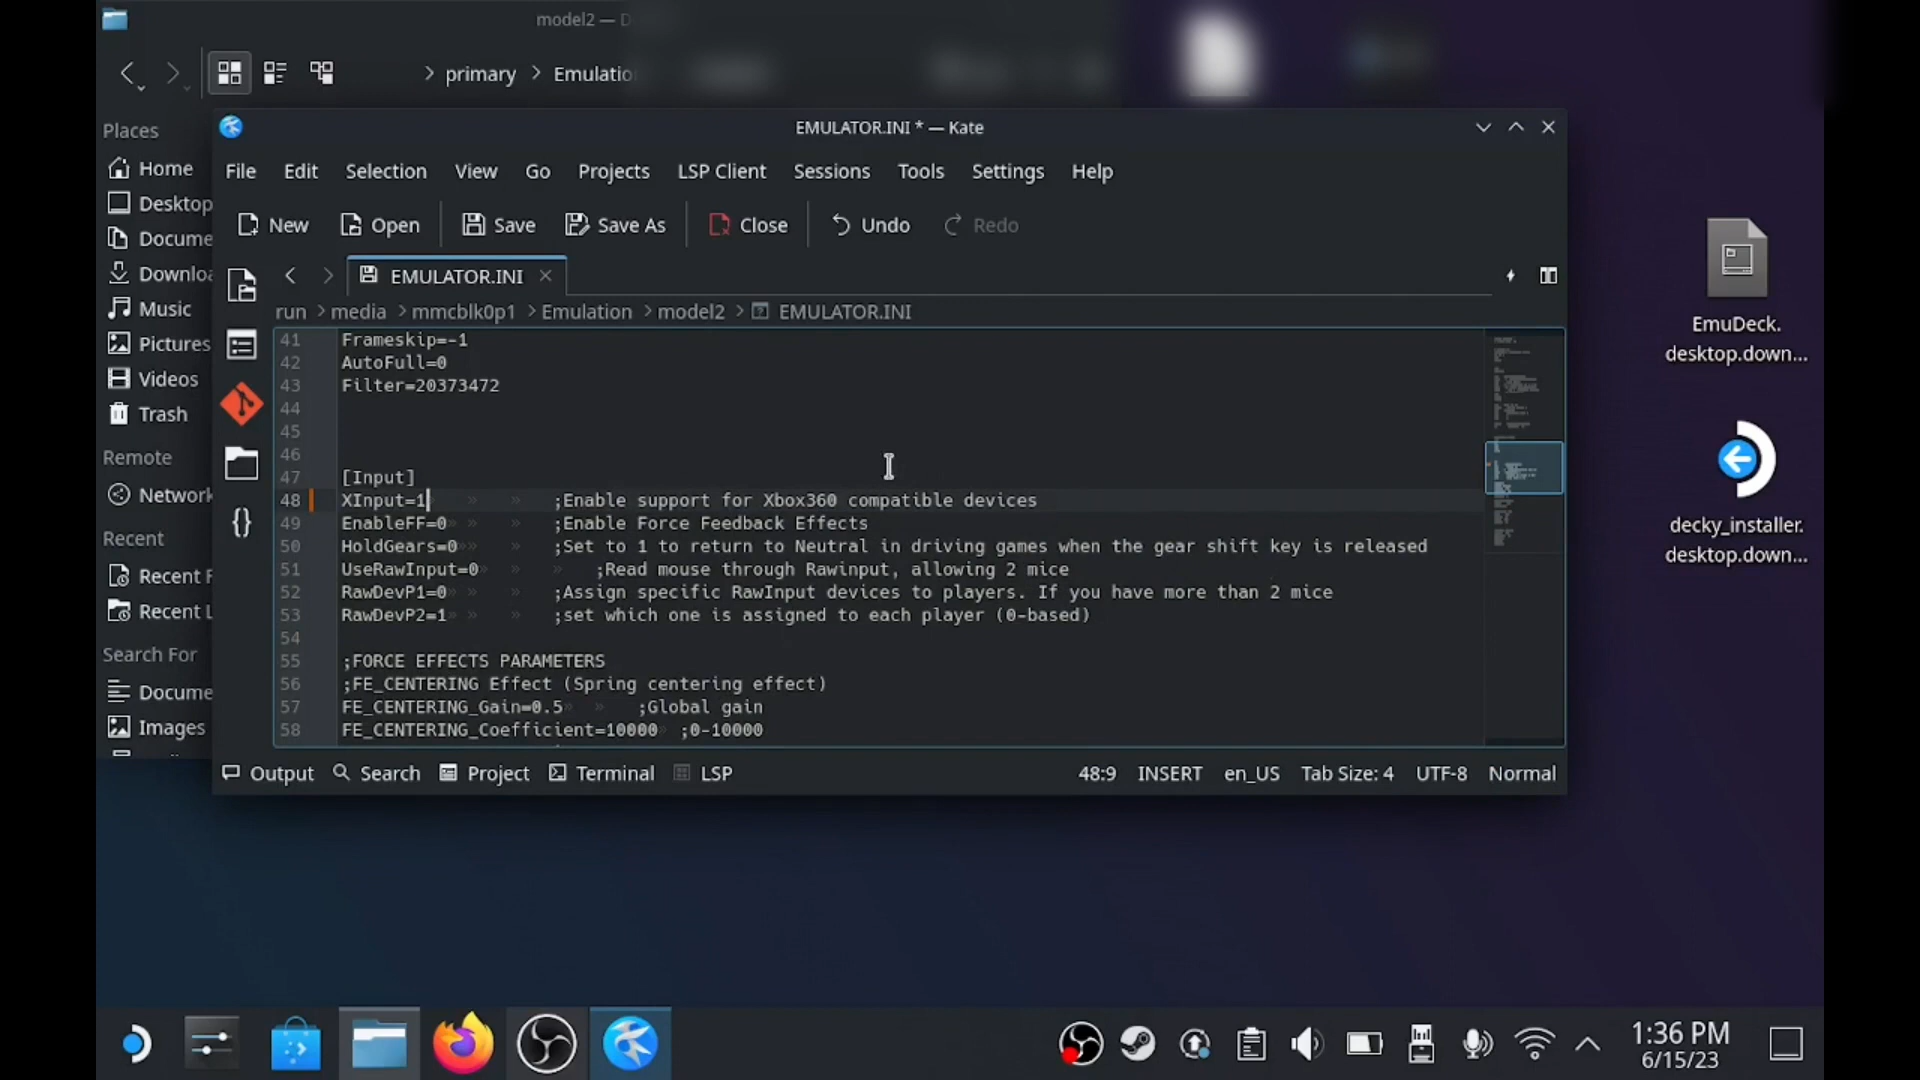 model2 — D
primary
Emulatio
Places
Home
Desktop
Docume
Downloa
Music
Pictures
Videos
Trash
Remote
Network
Recent
Recent F
Recent L
Search For
Docume
Images
EMULATOR.INI * — Kate
File Edit Selection View Go Projects LSP Client Sessions Tools Settings Help
New Open Save Save As Close Undo Redo
EMULATOR.INI
run > media > mmcblk0p1 > Emulation > model2 > EMULATOR.INI
41 Frameskip=-1
42 AutoFull=0
43 Filter=20373472
44
45
46
47 [Input]
48 XInput=1 ;Enable support for Xbox360 compatible devices
49 EnableFF=0 ;Enable Force Feedback Effects
50 HoldGears=0 ;Set to 1 to return to Neutral in driving games when the gear shift key is released
51 UseRawInput=0 ;Read mouse through Rawinput, allowing 2 mice
52 RawDevP1=0 ;Assign specific RawInput devices to players. If you have more than 2 mice
53 RawDevP2=1 ;set which one is assigned to each player (0-based)
54
55 ;FORCE EFFECTS PARAMETERS
56 ;FE_CENTERING Effect (Spring centering effect)
57 FE_CENTERING_Gain=0.5 ;Global gain
58 FE_CENTERING_Coefficient=10000 ;0-10000
Output Search Project Terminal LSP 48:9 INSERT en_US Tab Size: 4 UTF-8 Normal
EmuDeck.
desktop.down...
decky_installer.
desktop.down...
1:36 PM
6/15/23